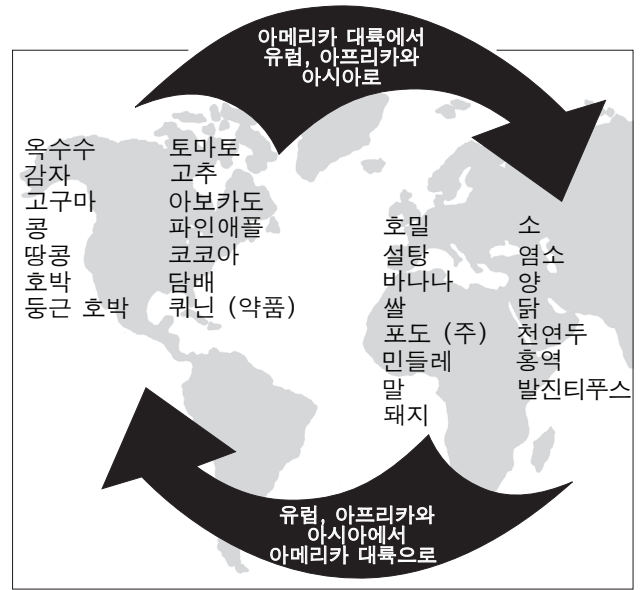 아메리카 대륙에서
유럽, 아프리카와
아시아로
옥수수
감자
고구마
콩
땅콩
호박
둥근 호박
토마토
고추
아보카도
파인애플
코코아
담배
퀴닌 (약품)
호밀
설탕
바나나
쌀
포도 (주)
민들레
말
돼지
소
염소
양
닭
천연두
홍역
발진티푸스
유럽, 아프리카와
아시아에서
아메리카 대륙으로